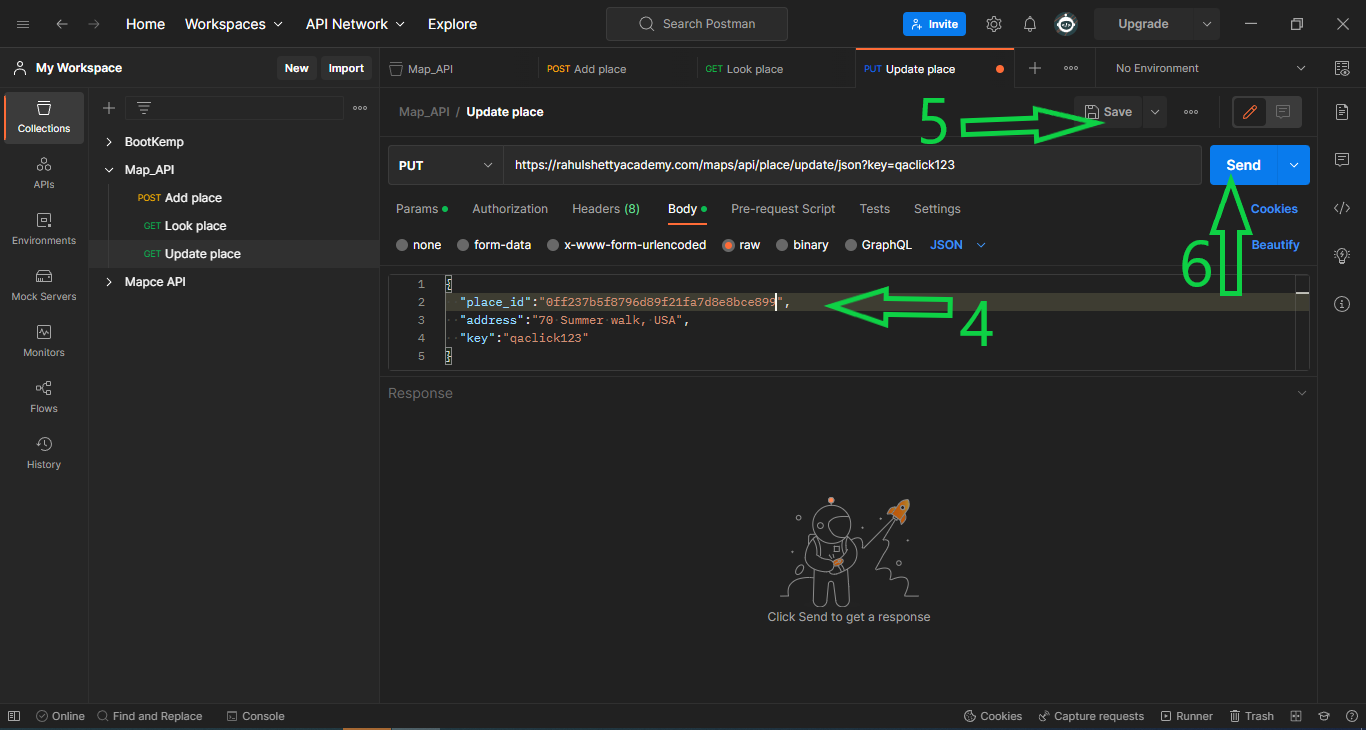 Home Workspaces API Network Explore Search Postman Invite Upgrade
My Workspace New Import Map_API POST Add place GET Look place PUT Update place No Environment
Collections
APIs
Environments
Mock Servers
Monitors
Flows
History
BootKemp
Map_API
POST Add place
GET Look place
GET Update place
Mapce API
Map_API / Update place
5
Save
PUT https://rahulshettyacademy.com/maps/api/place/update/json?key=qaclick123 Send
Params Authorization Headers (8) Body Pre-request Script Tests Settings Cookies
none form-data x-www-form-urlencoded raw binary GraphQL JSON Beautify
6
1 {
2 "place_id":"0ff237b5f8796d89f21fa7d8e8bce899",
3 "address":"70 Summer walk, USA",
4 "key":"qaclick123"
5 }
4
Response
Click Send to get a response
Online Find and Replace Console Cookies Capture requests Runner Trash